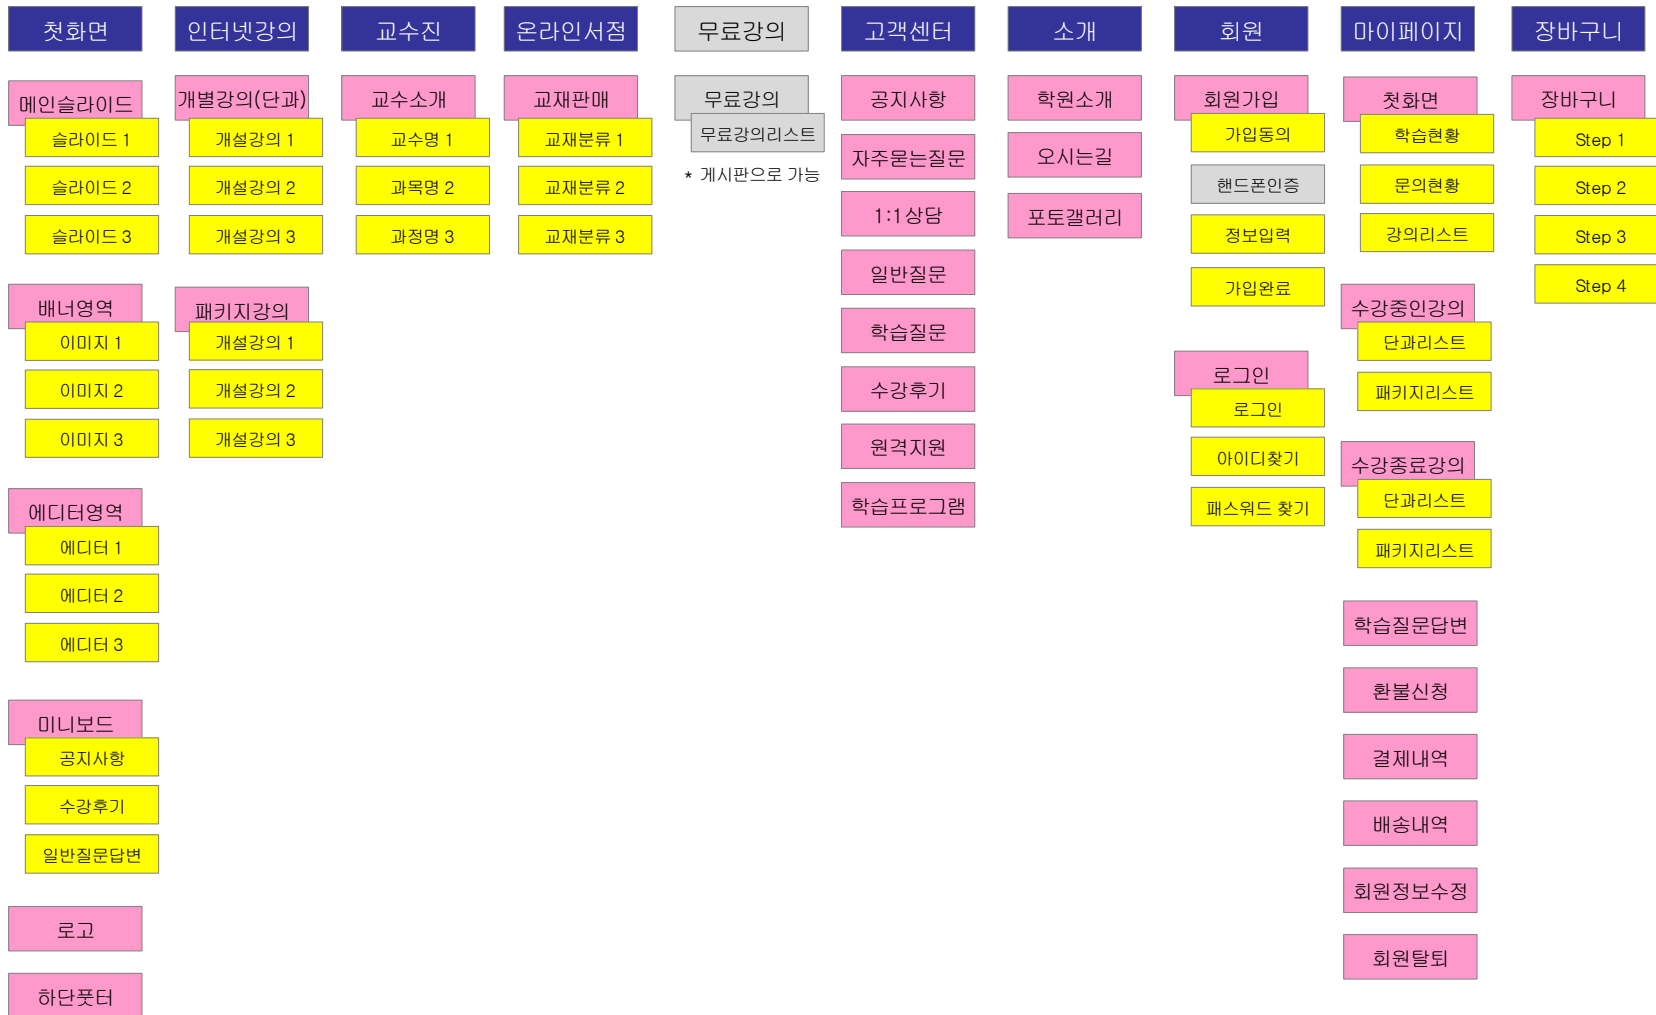 첫화면
메인슬라이드
슬라이드 1
슬라이드 2
슬라이드 3
배너영역
이미지 1
이미지 2
이미지 3
에디터영역
에디터 1
에디터 2
에디터 3
미니보드
공지사항
수강후기
일반질문답변
로고
하단풋터
인터넷강의
개별강의(단과)
개설강의 1
개설강의 2
개설강의 3
패키지강의
개설강의 1
개설강의 2
개설강의 3
교수진
교수소개
교수명 1
과목명 2
과정명 3
온라인서점
교재판매
교재분류 1
교재분류 2
교재분류 3
무료강의
무료강의
무료강의리스트
* 게시판으로 가능
고객센터
공지사항
자주묻는질문
1:1상담
일반질문
학습질문
수강후기
원격지원
학습프로그램
소개
학원소개
오시는길
포토갤러리
회원
회원가입
가입동의
핸드폰인증
정보입력
가입완료
로그인
로그인
아이디찾기
패스워드 찾기
마이페이지
첫화면
학습현황
문의현황
강의리스트
수강중인강의
단과리스트
패키지리스트
수강종료강의
단과리스트
패키지리스트
학습질문답변
환불신청
결제내역
배송내역
회원정보수정
회원탈퇴
장바구니
장바구니
Step 1
Step 2
Step 3
Step 4